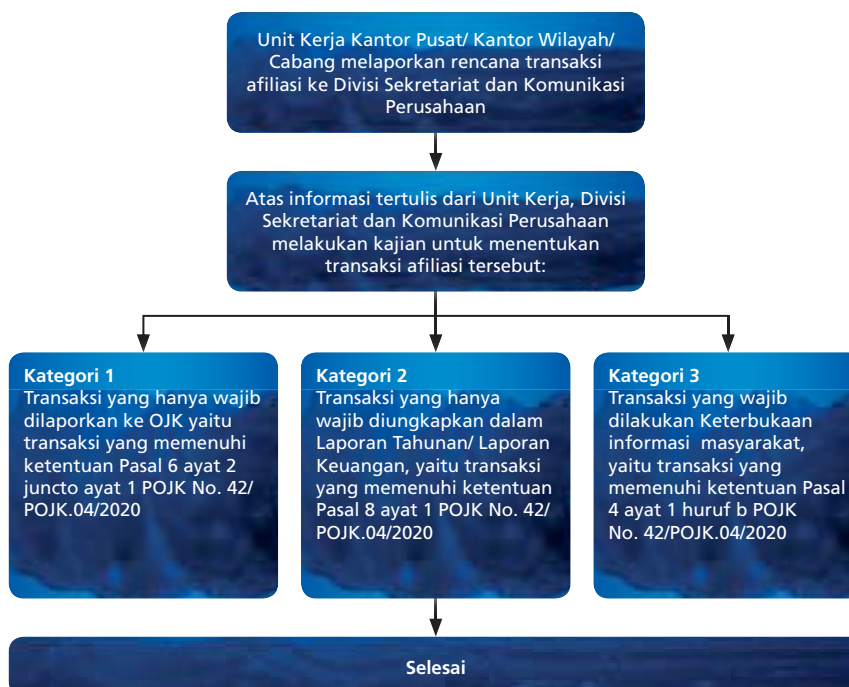 Unit Kerja Kantor Pusat/ Kantor Wilayah/
Cabang melaporkan rencana transaksi
afiliasi ke Divisi Sekretariat dan Komunikasi
Perusahaan
Atas informasi tertulis dari Unit Kerja, Divisi
Sekretariat dan Komunikasi Perusahaan
melakukan kajian untuk menentukan
transaksi afiliasi tersebut:
Kategori 1
Transaksi yang hanya wajib
dilaporkan ke OJK yaitu
transaksi yang memenuhi
ketentuan Pasal 6 ayat 2
juncto ayat 1 POJK No. 42/
POJK.04/2020
Kategori 2
Transaksi yang hanya
wajib diungkapkan dalam
Laporan Tahunan/ Laporan
Keuangan, yaitu transaksi
yang memenuhi ketentuan
Pasal 8 ayat 1 POJK No. 42/
POJK.04/2020
Kategori 3
Transaksi yang wajib
dilakukan Keterbukaan
informasi masyarakat,
yaitu transaksi yang
memenuhi ketentuan Pasal
4 ayat 1 huruf b POJK
No. 42/POJK.04/2020
Selesai